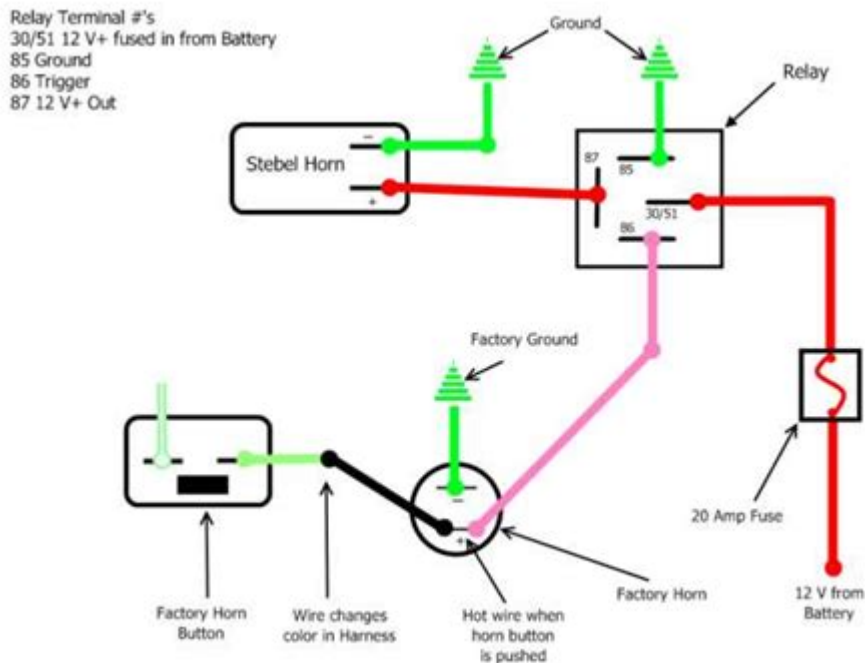 Relay Terminal #'s
30/51 12 V+ fused in from Battery
85 Ground
86 Trigger
87 12 V+ Out
Ground
Relay
Stebel Horn
−
+
87
85
30/51
86
Factory Ground
−
+
20 Amp Fuse
Factory Horn
Button
Wire changes
color in Harness
Hot wire when
horn button
is pushed
Factory Horn
12 V from
Battery